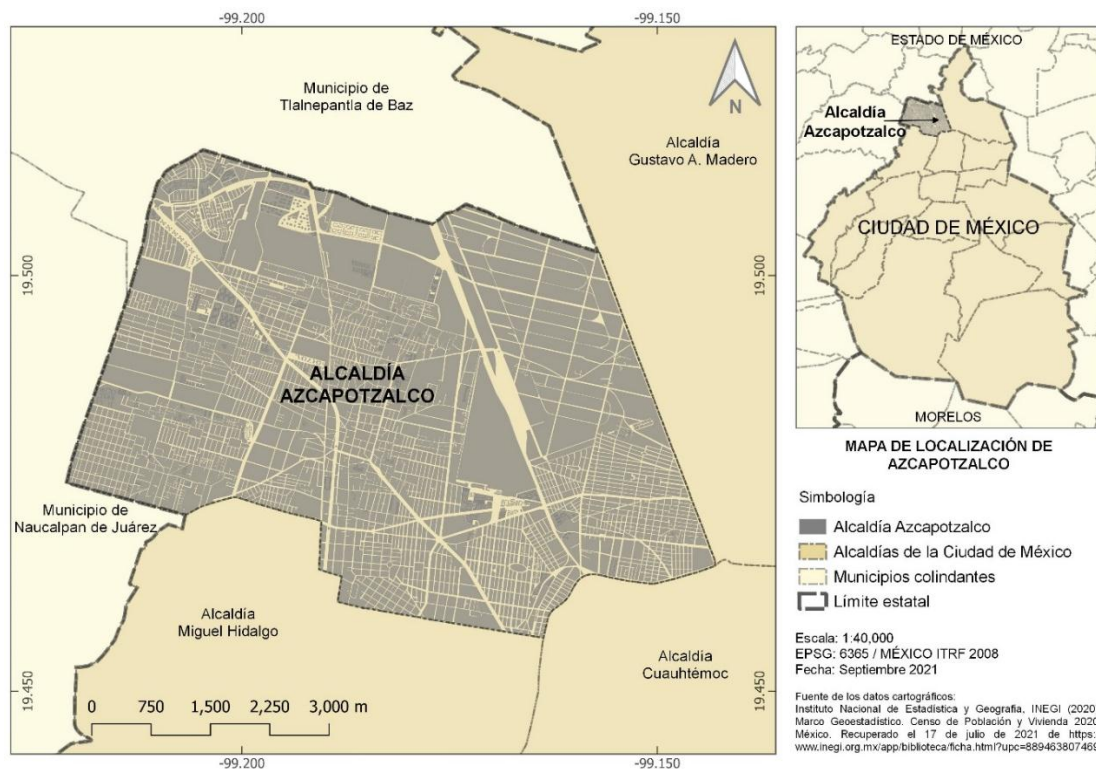 -99.200
-99.150
Municipio de
Tlalnepantla de Baz
N
Alcaldía
Gustavo A. Madero
19.500
19.500
ALCALDÍA
AZCAPOTZALCO
Municipio de
Naucalpan de Juárez
Alcaldía
Miguel Hidalgo
Alcaldía
Cuauhtémoc
19.450
19.450
0 750 1,500 2,250 3,000 m
-99.200
-99.150
ESTADO DE MÉXICO
Alcaldía
Azcapotzalco
CIUDAD DE MÉXICO
MORELOS
MAPA DE LOCALIZACIÓN DE
AZCAPOTZALCO
Simbología
Alcaldía Azcapotzalco
Alcaldías de la Ciudad de México
Municipios colindantes
Límite estatal
Escala: 1:40,000
EPSG: 6365 / MÉXICO ITRF 2008
Fecha: Septiembre 2021
Fuente de los datos cartográficos:
Instituto Nacional de Estadística y Geografía, INEGI (2020
Marco Geoestadístico. Censo de Población y Vivienda 2020
México. Recuperado el 17 de julio de 2021 de https:
www.inegi.org.mx/app/biblioteca/ficha.html?upc=889463807469